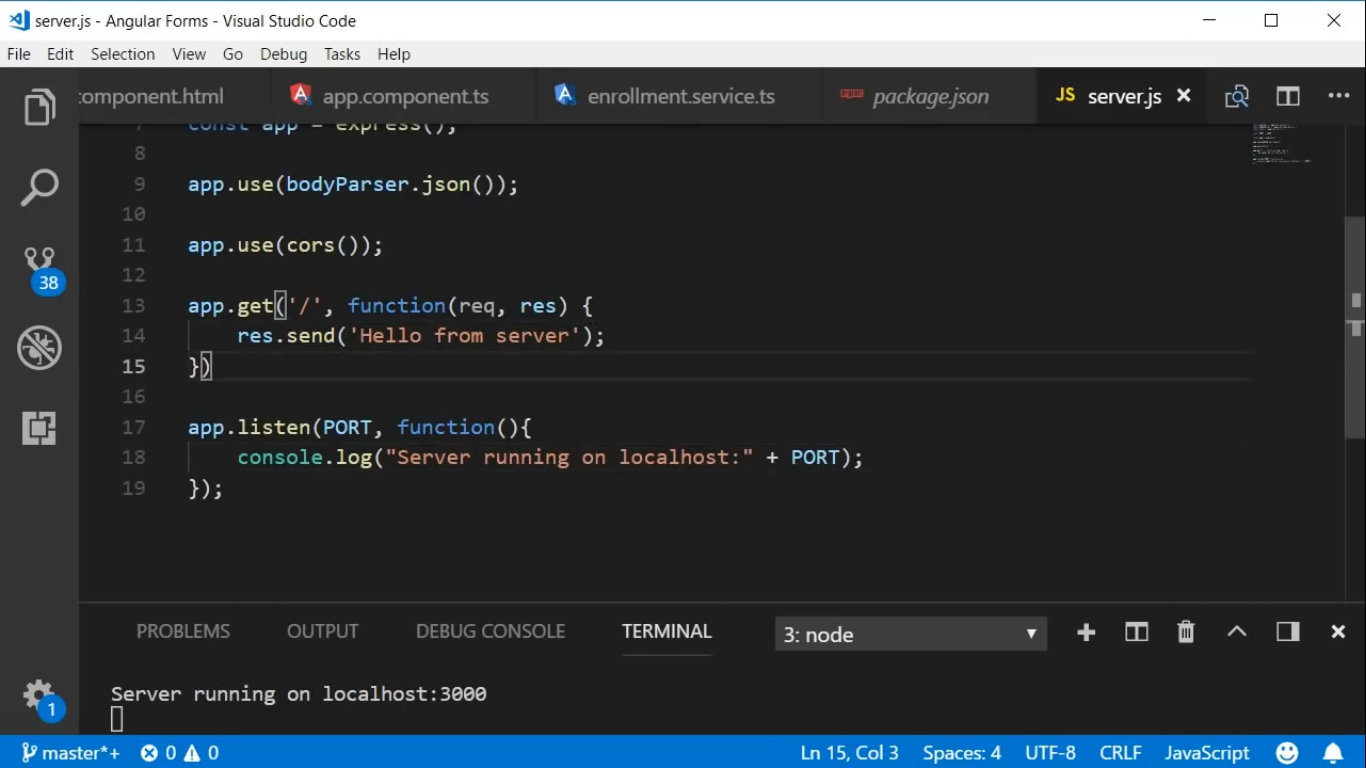 server.js - Angular Forms - Visual Studio Code
File Edit Selection View Go Debug Tasks Help
component.html app.component.ts enrollment.service.ts package.json JS server.js
7 const app = express();
8
9 app.use(bodyParser.json());
10
11 app.use(cors());
12
13 app.get('/', function(req, res) {
14 res.send('Hello from server');
15 })
16
17 app.listen(PORT, function(){
18 console.log("Server running on localhost:" + PORT);
19 });
38
PROBLEMS OUTPUT DEBUG CONSOLE TERMINAL 3: node
Server running on localhost:3000
1
master*+ 0 0 Ln 15, Col 3 Spaces: 4 UTF-8 CRLF JavaScript